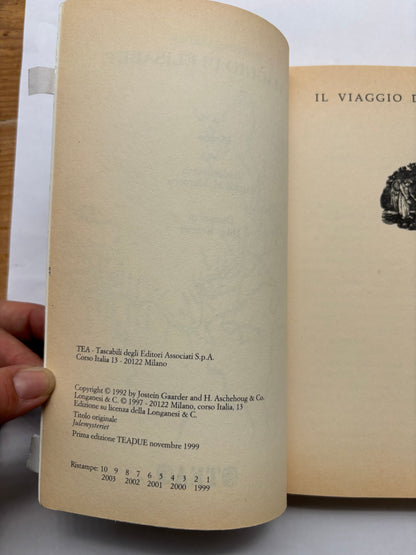 TEA - Tascabili degli Editori Associati S.p.A.
Corso Italia 13 - 20122 Milano
Copyright © 1992 by Jostein Gaarder and H. Aschehoug & Co.
Longanesi & C. © 1997 - 20122 Milano, corso Italia, 13
Edizione su licenza della Longanesi & C.
Titolo originale
Julemysteriet
Prima edizione TEADUE novembre 1999
Ristampe: 10 9 8 7 6 5 4 3 2 1
2003 2002 2001 2000 1999
IL VIAGGIO D